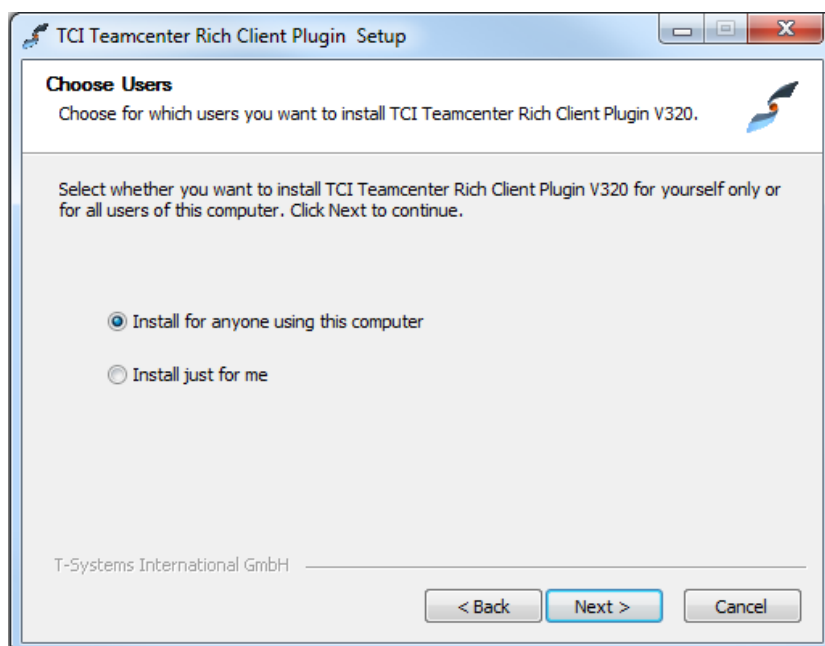 TCI Teamcenter Rich Client Plugin  Setup
Choose Users
Choose for which users you want to install TCI Teamcenter Rich Client Plugin V320.
Select whether you want to install TCI Teamcenter Rich Client Plugin V320 for yourself only or
for all users of this computer. Click Next to continue.
Install for anyone using this computer
Install just for me
T-Systems International GmbH
< Back Next > Cancel